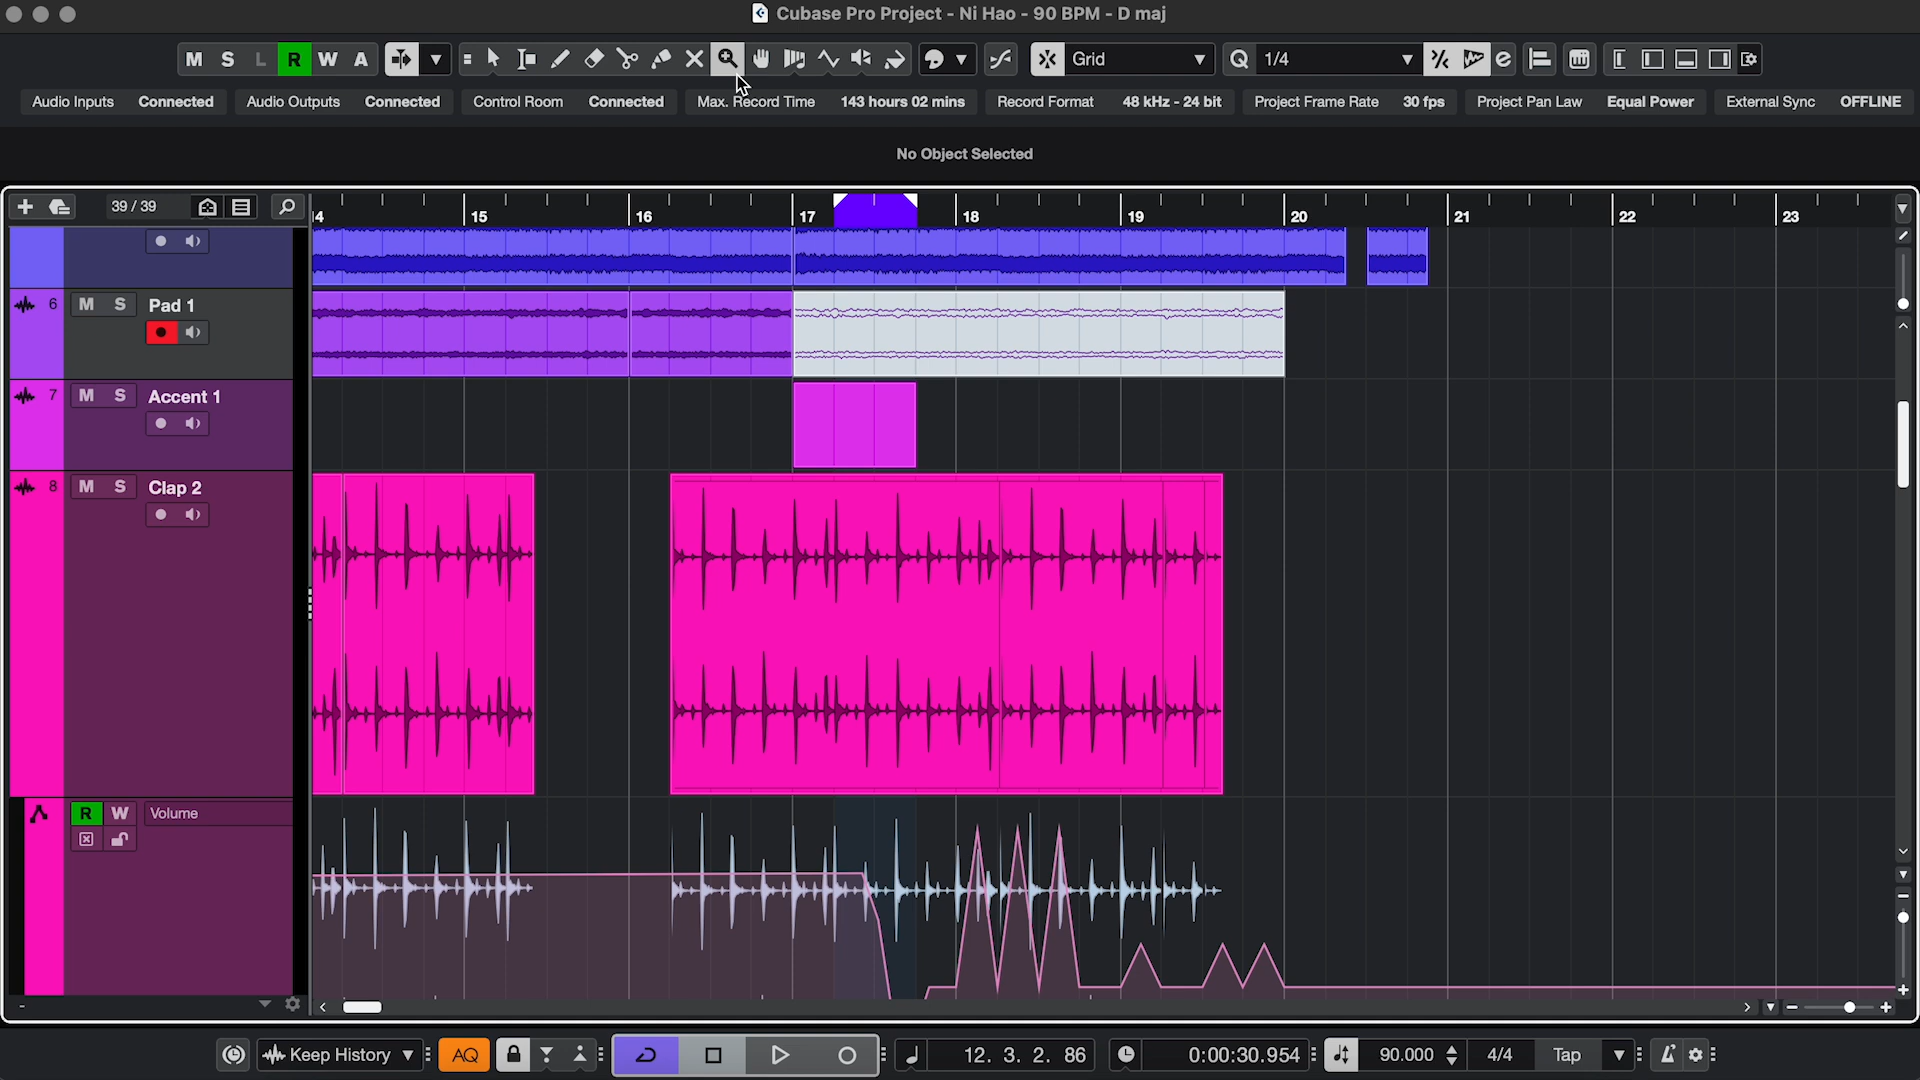 Cubase Pro Project - Ni Hao - 90 BPM - D maj
M S L R W A Grid 1/4
Audio Inputs Connected Audio Outputs Connected Control Room Connected Max. Record Time 143 hours 02 mins Record Format 48 kHz - 24 bit Project Frame Rate 30 fps Project Pan Law Equal Power External Sync OFFLINE
No Object Selected
39 / 39
14 15 16 17 18 19 20 21 22 23
6 M S Pad 1
7 M S Accent 1
8 M S Clap 2
R W Volume
Keep History AQ 12. 3. 2. 86 0:00:30.954 90.000 4/4 Tap